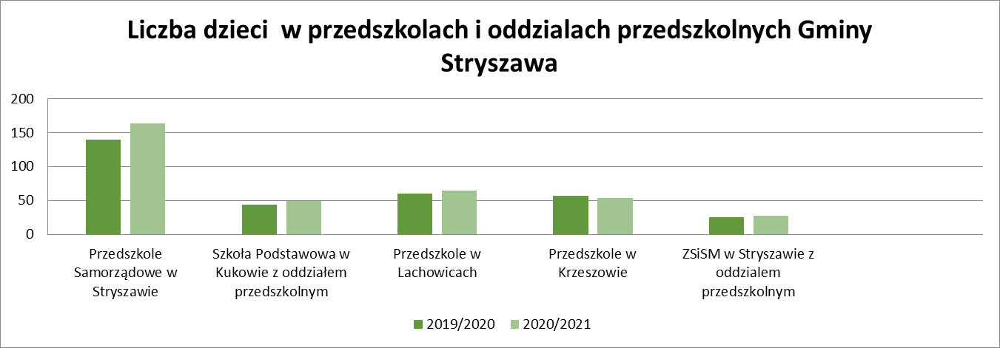 Liczba dzieci  w przedszkolach i oddzialach przedszkolnych Gminy
Stryszawa
200
150
100
50
0
Przedszkole
Samorządowe w
Stryszawie
Szkoła Podstawowa w
Kukowie z oddziałem
przedszkolnym
Przedszkole w
Lachowicach
Przedszkole w
Krzeszowie
ZSiSM w Stryszawie z
oddzialem
przedszkolnym
2019/2020
2020/2021